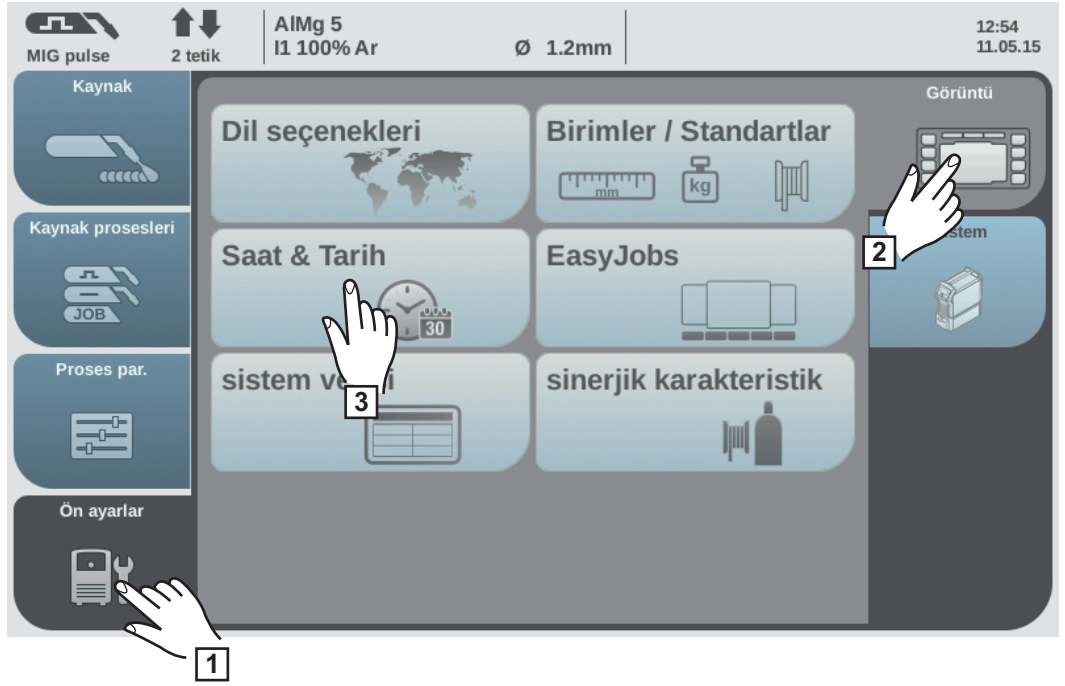 MIG pulse
2 tetik
AlMg 5
I1 100% Ar
Ø 1.2mm
12:54
11.05.15
Kaynak
Kaynak prosesleri
JOB
Proses par.
Ön ayarlar
1
Dil seçenekleri
Birimler / Standartlar
mm
kg
Saat & Tarih
30
3
EasyJobs
sistem
sinerjik karakteristik
Görüntü
2